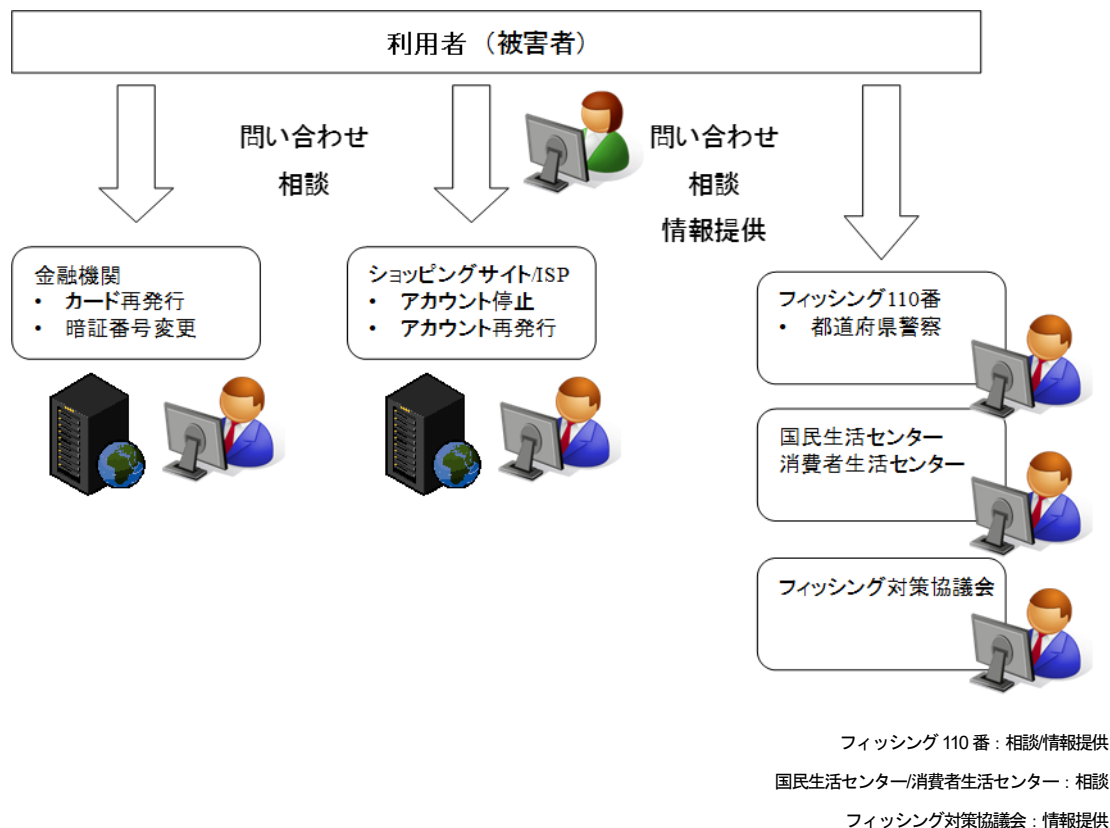 利用者（被害者）
問い合わせ
相談
問い合わせ
相談
情報提供
金融機関
• カード再発行
• 暗証番号変更
ショッピングサイト/ISP
• アカウント停止
• アカウント再発行
フィッシング110番
• 都道府県警察
国民生活センター
消費者生活センター
フィッシング対策協議会
フィッシング 110 番：相談/情報提供
国民生活センター/消費者生活センター：相談
フィッシング対策協議会：情報提供